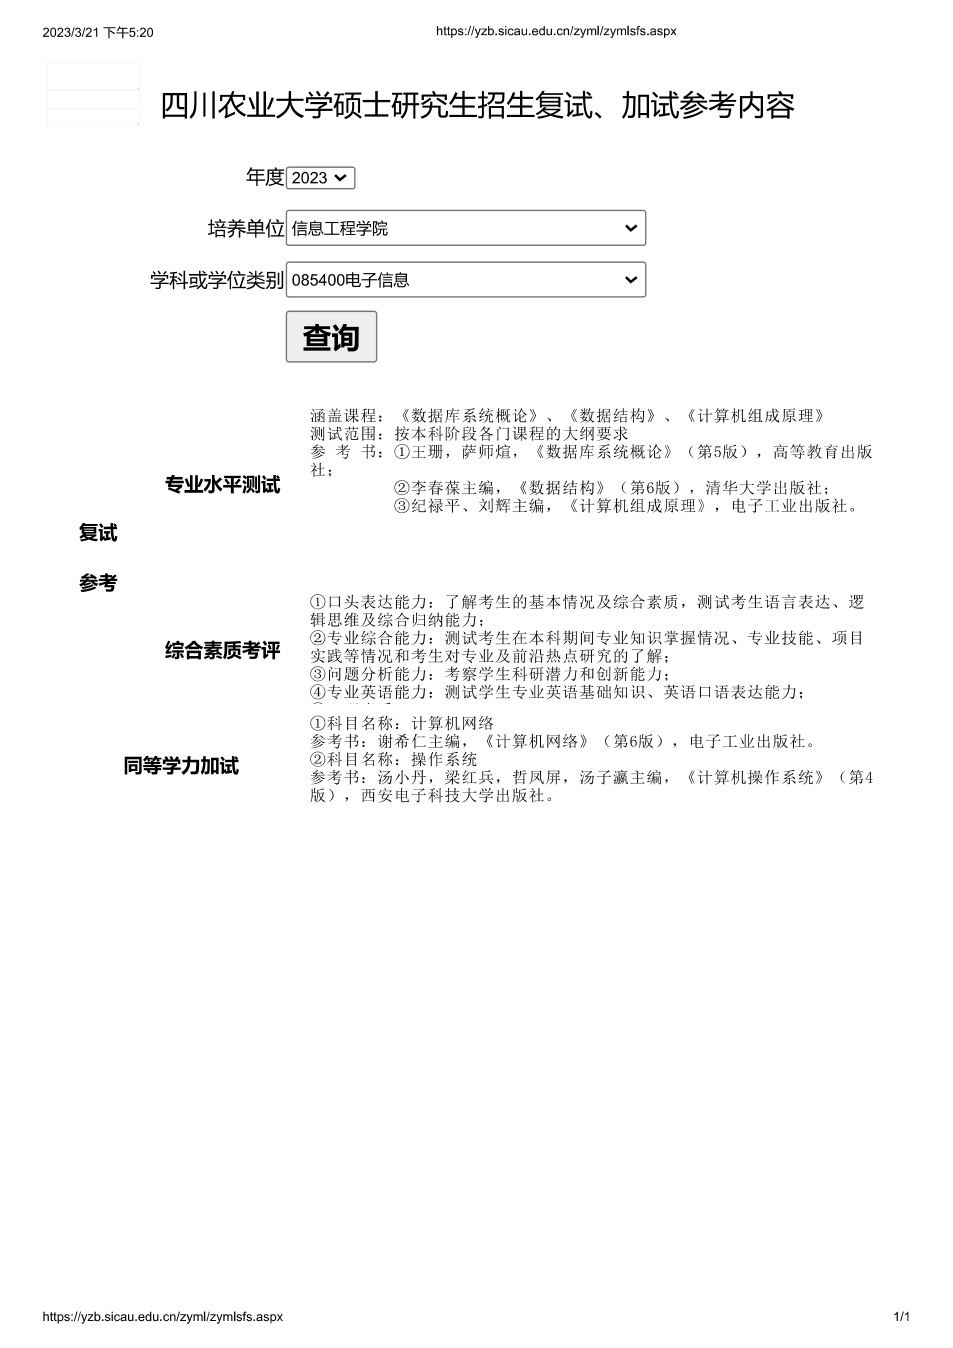 2023/3/21 下午5:20
https://yzb.sicau.edu.cn/zyml/zymlsfs.aspx
四川农业大学硕士研究生招生复试、加试参考内容
年度 2023
培养单位 信息工程学院
学科或学位类别 085400电子信息
查询
涵盖课程：《数据库系统概论》、《数据结构》、《计算机组成原理》
测试范围：按本科阶段各门课程的大纲要求
参 考 书：①王珊，萨师煊，《数据库系统概论》（第5版），高等教育出版
社；
专业水平测试
②李春葆主编，《数据结构》（第6版），清华大学出版社；
③纪禄平、刘辉主编，《计算机组成原理》，电子工业出版社。
复试
参考
①口头表达能力：了解考生的基本情况及综合素质，测试考生语言表达、逻
辑思维及综合归纳能力；
②专业综合能力：测试考生在本科期间专业知识掌握情况、专业技能、项目
综合素质考评
实践等情况和考生对专业及前沿热点研究的了解；
③问题分析能力：考察学生科研潜力和创新能力；
④专业英语能力：测试学生专业英语基础知识、英语口语表达能力；
①科目名称：计算机网络
参考书：谢希仁主编，《计算机网络》（第6版），电子工业出版社。
②科目名称：操作系统
同等学力加试
参考书：汤小丹，梁红兵，哲凤屏，汤子瀛主编，《计算机操作系统》（第4
版），西安电子科技大学出版社。
https://yzb.sicau.edu.cn/zyml/zymlsfs.aspx
1/1